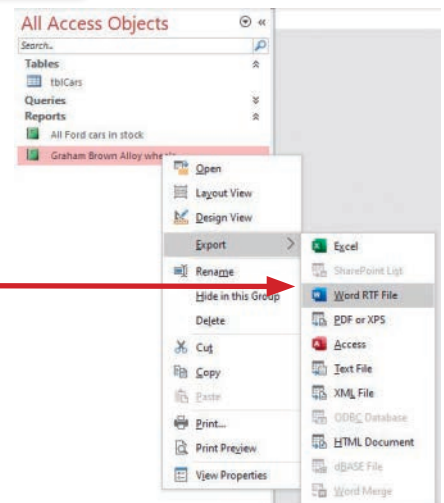 All Access Objects
Search...
Tables
tblCars
Queries
Reports
All Ford cars in stock
Graham Brown Alloy wheels
Open
Layout View
Design View
Export
Rename
Hide in this Group
Delete
Cut
Copy
Paste
Print...
Print Preview
View Properties
Excel
SharePoint List
Word RTF File
PDF or XPS
Access
Text File
XML File
ODBC Database
HTML Document
dBASE File
Word Merge